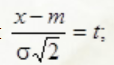 (x−m)/(σ√2) = t;